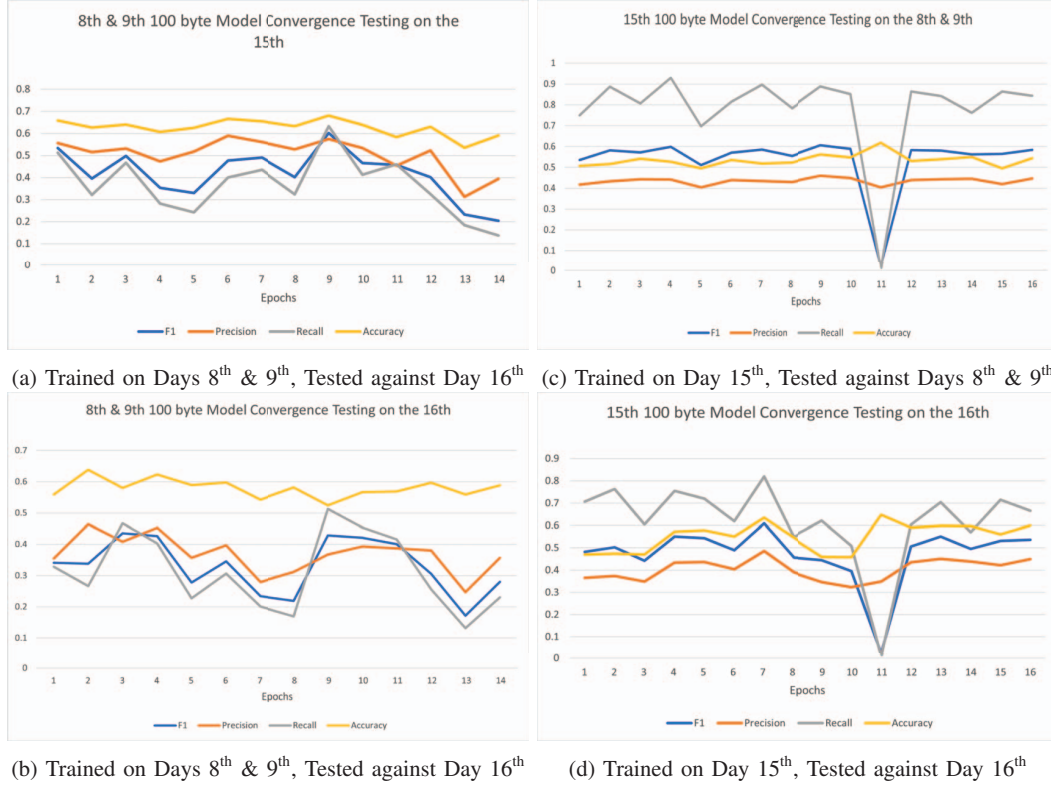 8th & 9th 100 byte Model Convergence Testing on the
15th
0.8
0.7
0.6
0.5
0.4
0.3
0.2
0.1
0
1 2 3 4 5 6 7 8 9 10 11 12 13 14
Epochs
F1 Precision Recall Accuracy
(a) Trained on Days 8th & 9th, Tested against Day 16th
8th & 9th 100 byte Model Convergence Testing on the 16th
0.7
0.6
0.5
0.4
0.3
0.2
0.1
0
1 2 3 4 5 6 7 8 9 10 11 12 13 14
Epochs
F1 Precision Recall Accuracy
(b) Trained on Days 8th & 9th, Tested against Day 16th
15th 100 byte Model Convergence Testing on the 8th & 9th
1
0.9
0.8
0.7
0.6
0.5
0.4
0.3
0.2
0.1
0
1 2 3 4 5 6 7 8 9 10 11 12 13 14 15 16
Epochs
F1 Precision Recall Accuracy
(c) Trained on Day 15th, Tested against Days 8th & 9th
15th 100 byte Model Convergence Testing on the 16th
0.9
0.8
0.7
0.6
0.5
0.4
0.3
0.2
0.1
0
1 2 3 4 5 6 7 8 9 10 11 12 13 14 15 16
Epochs
F1 Precision Recall Accuracy
(d) Trained on Day 15th, Tested against Day 16th